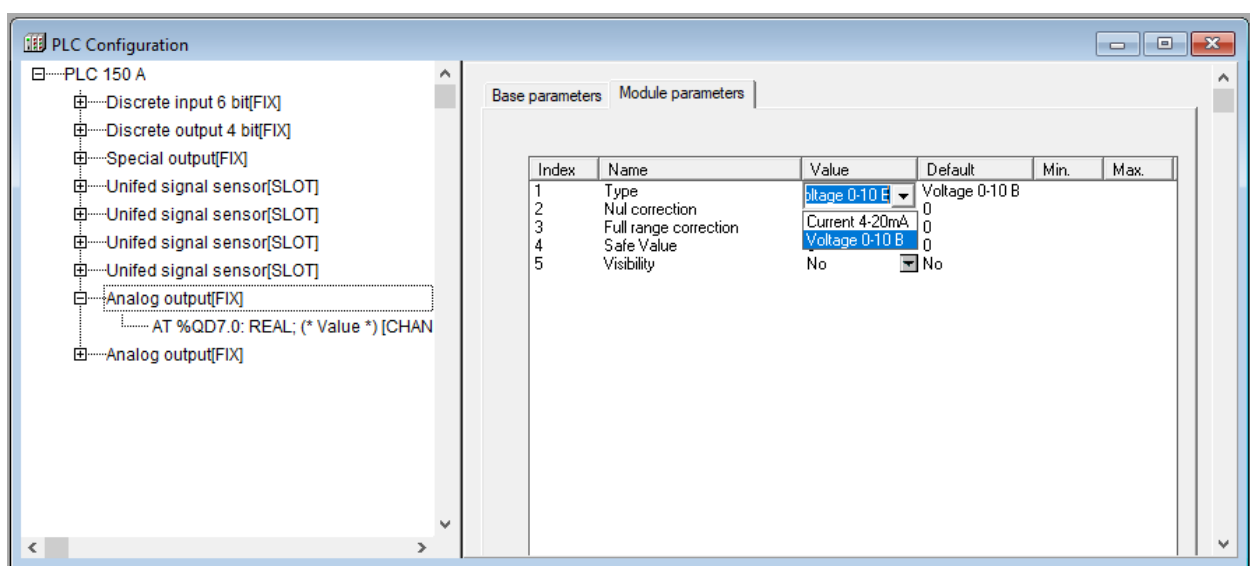 PLC Configuration
PLC 150 A
Discrete input 6 bit[FIX]
Discrete output 4 bit[FIX]
Special output[FIX]
Unifed signal sensor[SLOT]
Unifed signal sensor[SLOT]
Unifed signal sensor[SLOT]
Unifed signal sensor[SLOT]
Analog output[FIX]
AT %QD7.0: REAL; (* Value *) [CHAN
Analog output[FIX]
Base parameters Module parameters
Index Name Value Default Min. Max.
1 Type oltage 0-10 Voltage 0-10 B
2 Nul correction 0
3 Full range correction Current 4-20mA 0
4 Safe Value Voltage 0-10 B 0
5 Visibility No No